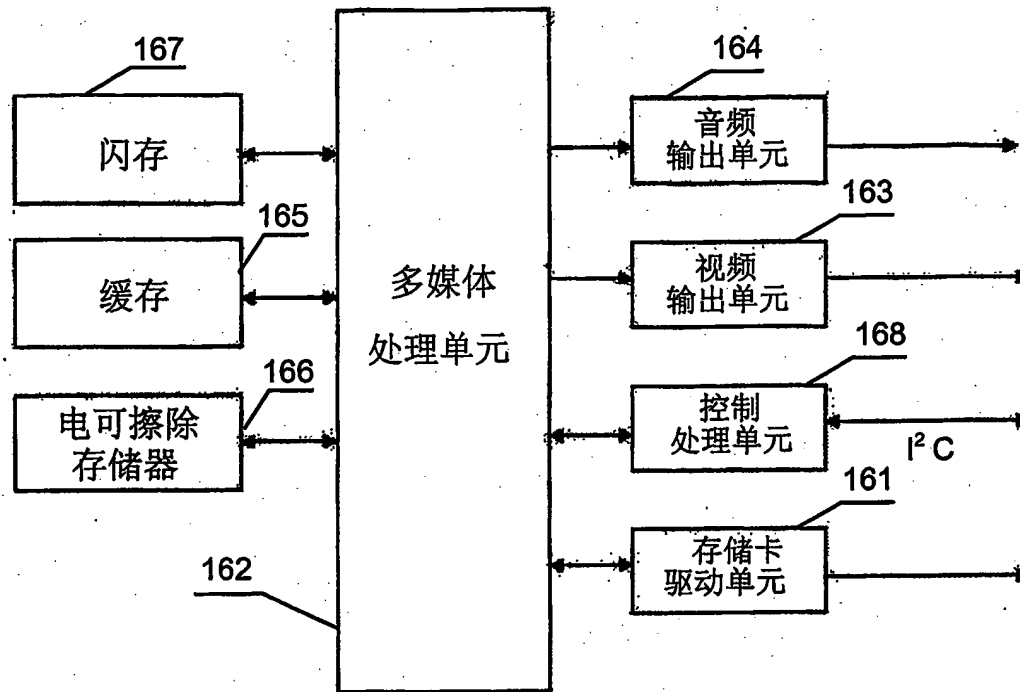 167
闪存
165
缓存
166
电可擦除
存储器
162
多媒体
处理单元
164
音频
输出单元
163
视频
输出单元
168
控制
处理单元
I² C
161
存储卡
驱动单元